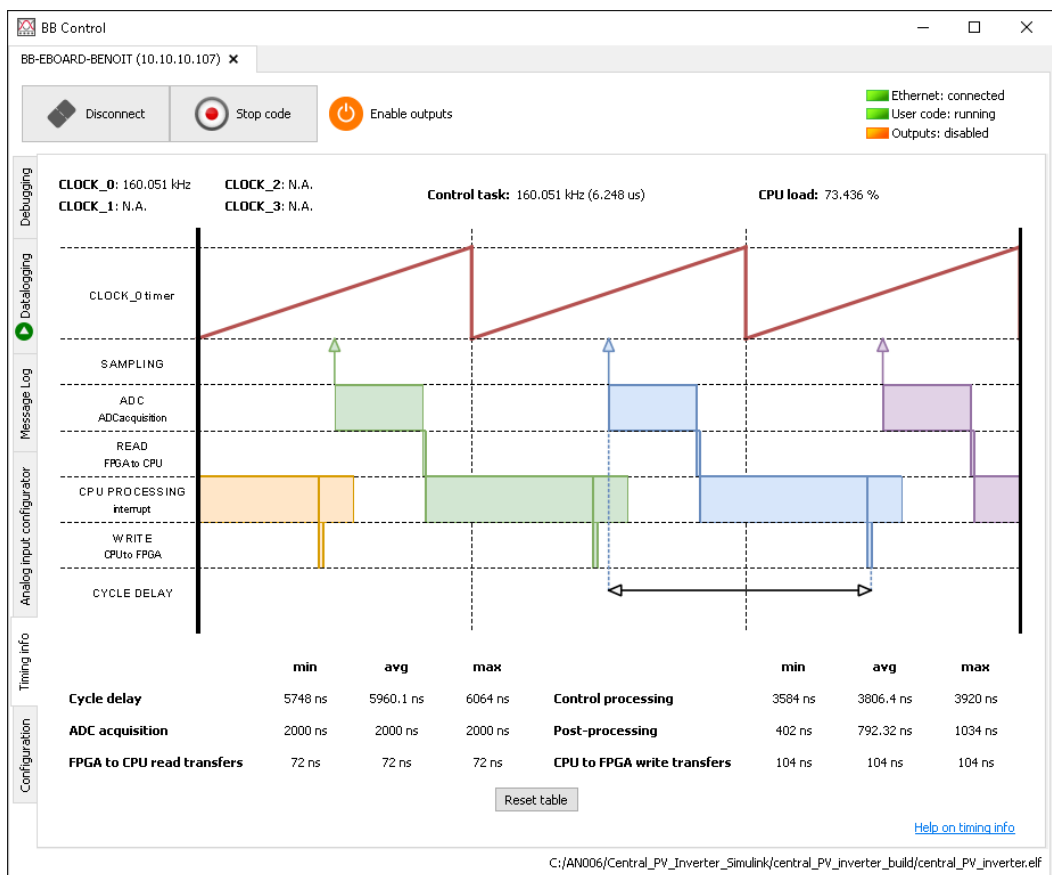 BB Control
BB-EBOARD-BENOIT (10.10.10.107) ×
Disconnect
Stop code
Enable outputs
Ethernet: connected
User code: running
Outputs: disabled
Debugging
Datalogging
Message Log
Analog input configurator
Timing info
Configuration
CLOCK_0: 160.051 kHz CLOCK_2: N.A.
CLOCK_1: N.A. CLOCK_3: N.A.
Control task: 160.051 kHz (6.248 us)
CPU load: 73.436 %
CLOCK_0 timer
SAMPLING
ADC
ADC acquisition
READ
FPGA to CPU
CPU PROCESSING
interrupt
WRITE
CPU to FPGA
CYCLE DELAY
min avg max min avg max
Cycle delay 5748 ns 5960.1 ns 6064 ns Control processing 3584 ns 3806.4 ns 3920 ns
ADC acquisition 2000 ns 2000 ns 2000 ns Post-processing 402 ns 792.32 ns 1034 ns
FPGA to CPU read transfers 72 ns 72 ns 72 ns CPU to FPGA write transfers 104 ns 104 ns 104 ns
Reset table
Help on timing info
C:/AN006/Central_PV_Inverter_Simulink/central_PV_inverter_build/central_PV_inverter.elf